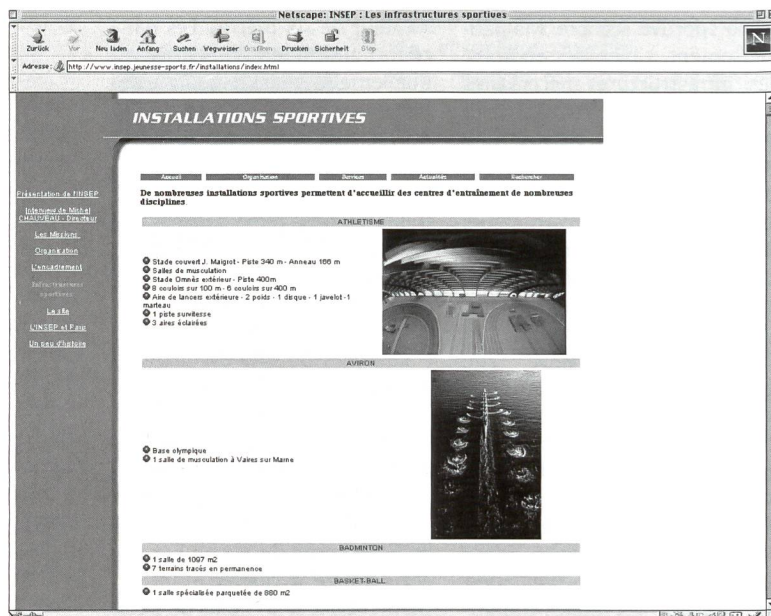 Netscape: INSEP : Les infrastructures sportives
Zurück Vor Neu laden Anfang Suchen Wegweiser Grafiken Drucken Sicherheit Stop
N
Adresse: http://www.insep.jeunesse-sports.fr/installations/index.html
INSTALLATIONS SPORTIVES
Accueil Organisation Services Actualités Rechercher
Présentation de l'INSEP
Interview de Michel
CHAUVEAU - Directeur
Les Missions
Organisation
L'encadrement
Infrastructures
sportives
Le site
L'INSEP et Paris
Un peu d'histoire
De nombreuses installations sportives permettent d'accueillir des centres d'entraînement de nombreuses
disciplines
ATHLETISME
Stade couvert J. Maigrot - Piste 340 m - Anneau 166 m
Salles de musculation
Stade Omnès extérieur - Piste 400m
8 couloirs sur 100 m - 6 couloirs sur 400 m
Aire de lancers extérieure - 2 poids - 1 disque - 1 javelot -1
marteau
1 piste survitesse
3 aires éclairées
AVIRON
Base olympique
1 salle de musculation à Vaires sur Marne
BADMINTON
1 salle de 1097 m2
7 terrains tracés en permanence
BASKET-BALL
1 salle spécialisée parquetée de 880 m2